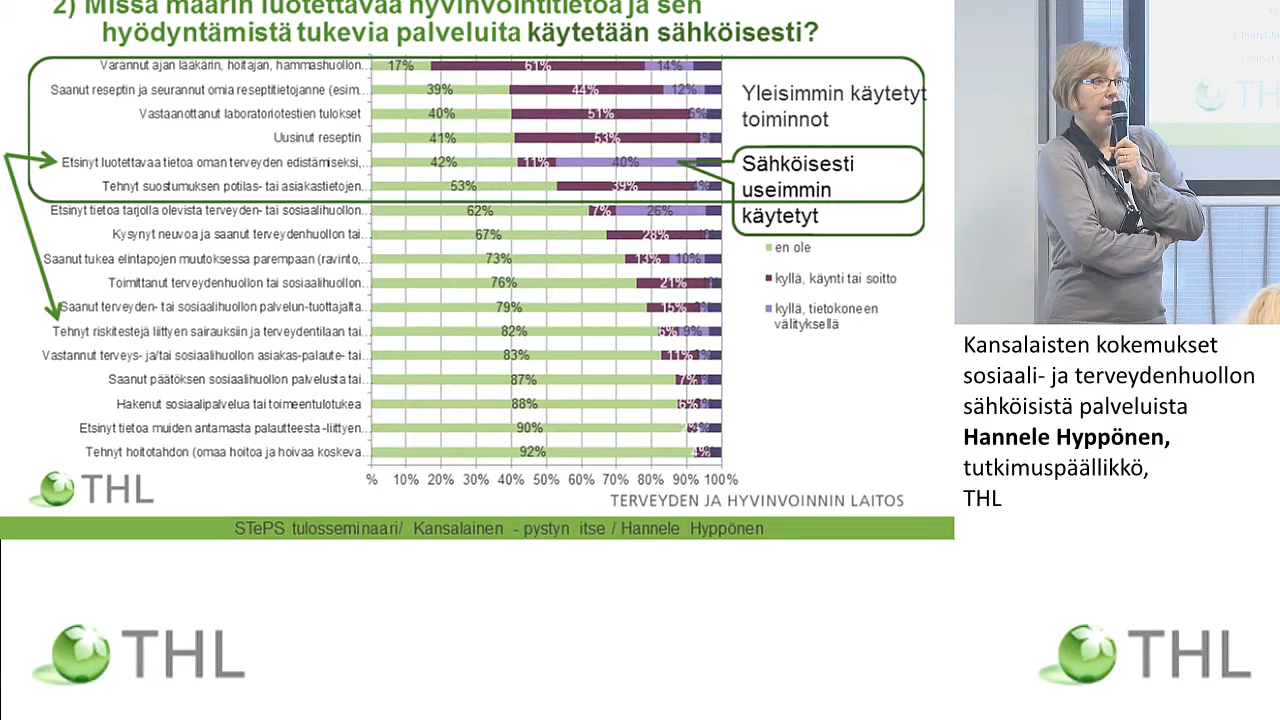 2) Missä määrin luotettavaa hyvinvointitietoa ja sen
hyödyntämistä tukevia palveluita käytetään sähköisesti?
Varannut ajan lääkärin, hoitajan, hammashuollon... 17% 61% 14%
Saanut reseptin ja seurannut omia reseptitietojanne (esim... 39% 44% 12%
Vastaanottanut laboratoriotestien tulokset 40% 51% 6%
Uusinut reseptin 41% 53%
Etsinyt luotettavaa tietoa oman terveyden edistämiseksi,... 42% 11% 40%
Tehnyt suostumuksen potilas- tai asiakastietojen... 53% 39% 4%
Etsinyt tietoa tarjolla olevista terveyden- tai sosiaalihuollon... 62% 7% 26%
Kysynyt neuvoa ja saanut terveydenhuollon tai... 67% 28%
Saanut tukea elintapojen muutoksessa parempaan (ravinto,... 73% 13% 10%
Toimittanut terveydenhuollon tai sosiaalihuollon... 76% 21%
Saanut terveyden- tai sosiaalihuollon palvelun-tuottajalta... 79% 15%
Tehnyt riskitestejä liittyen sairauksiin ja terveydentilaan tai... 82% 6% 9%
Vastannut terveys- ja/tai sosiaalihuollon asiakas-palaute- tai... 83% 11%
Saanut päätöksen sosiaalihuollon palvelusta tai... 87% 7%
Hakenut sosiaalipalvelua tai toimeentulotukea 88% 6%
Etsinyt tietoa muiden antamasta palautteesta -liittyen... 90%
Tehnyt hoitotahdon (omaa hoitoa ja hoivaa koskeva... 92% 4%
% 10% 20% 30% 40% 50% 60% 70% 80% 90% 100%
Yleisimmin käytetyt
toiminnot
Sähköisesti
useimmin
käytetyt
en ole
kyllä, käynti tai soitto
kyllä, tietokoneen
välityksellä
THL
TERVEYDEN JA HYVINVOINNIN LAITOS
STePS tulosseminaari/ Kansalainen - pystyn itse / Hannele Hyppönen
Kansalaisten kokemukset
sosiaali- ja terveydenhuollon
sähköisistä palveluista
Hannele Hyppönen,
tutkimuspäällikkö,
THL
THL
THL